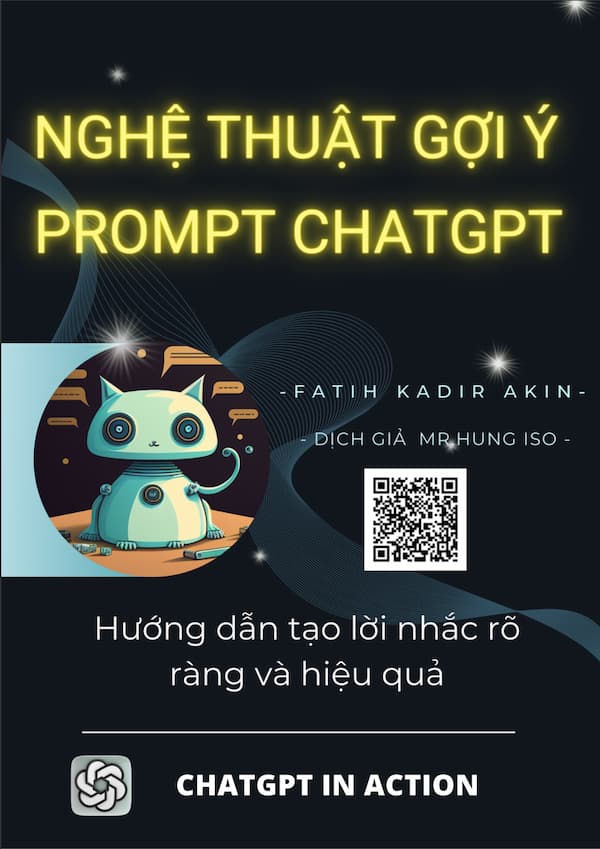 NGHỆ THUẬT GỢI Ý
PROMPT CHATGPT
-FATIH KADIR AKIN-
- DỊCH GIẢ MR HUNG ISO -
Hướng dẫn tạo lời nhắc rõ
ràng và hiệu quả
CHATGPT IN ACTION